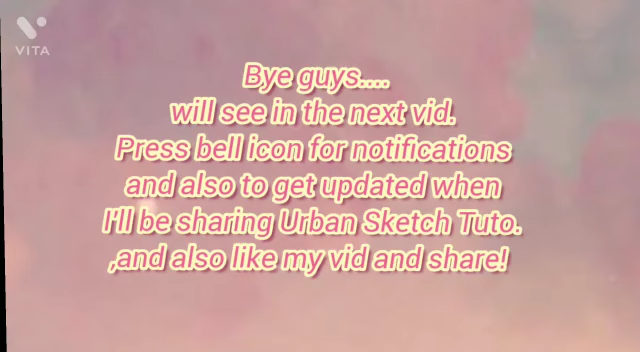 VITA
Bye guys....
will see in the next vid.
Press bell icon for notifications
and also to get updated when
I'll be sharing Urban Sketch Tuto.
,and also like my vid and share!